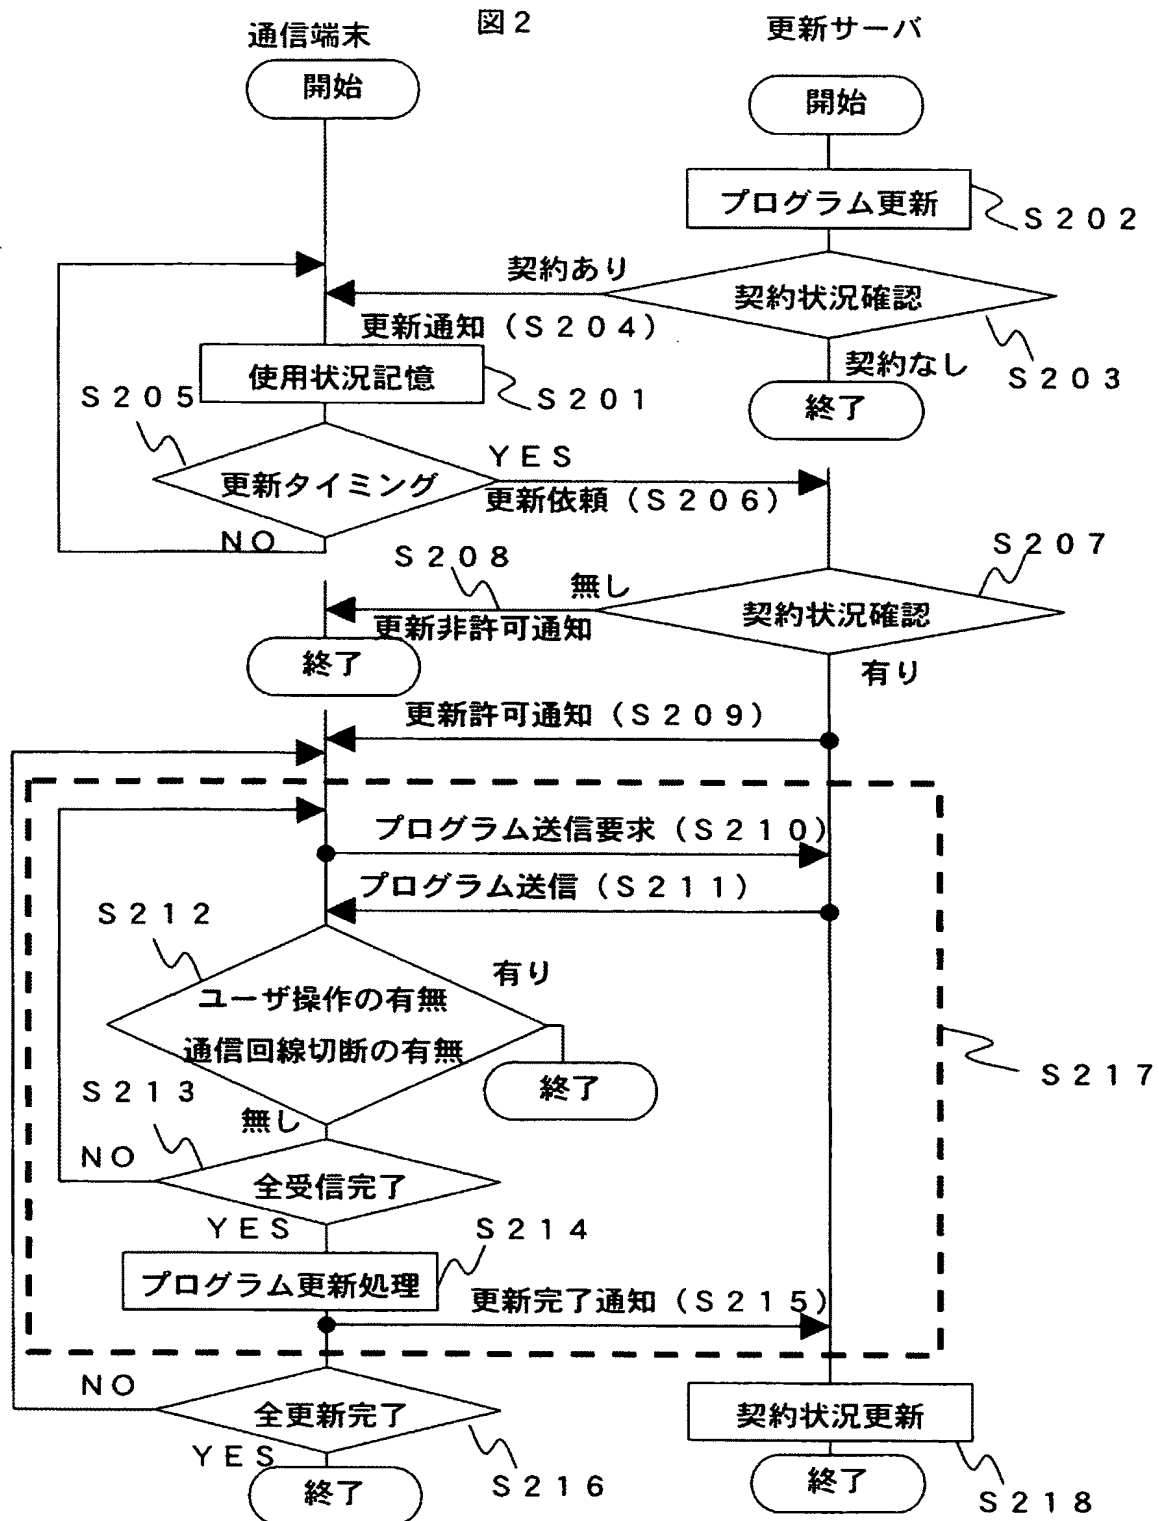 図2
通信端末
更新サーバ
開始
開始
プログラム更新
S202
契約あり
契約状況確認
更新通知(S204)
契約なし
S203
使用状況記憶
S201
S205
終了
YES
更新タイミング
更新依頼(S206)
NO
S207
S208
無し
契約状況確認
更新非許可通知
終了
有り
更新許可通知(S209)
プログラム送信要求(S210)
プログラム送信(S211)
S212
有り
ユーザ操作の有無
通信回線切断の有無
終了
S217
S213
無し
NO
全受信完了
YES
S214
プログラム更新処理
更新完了通知(S215)
NO
全更新完了
契約状況更新
YES
S216
終了
終了
S218